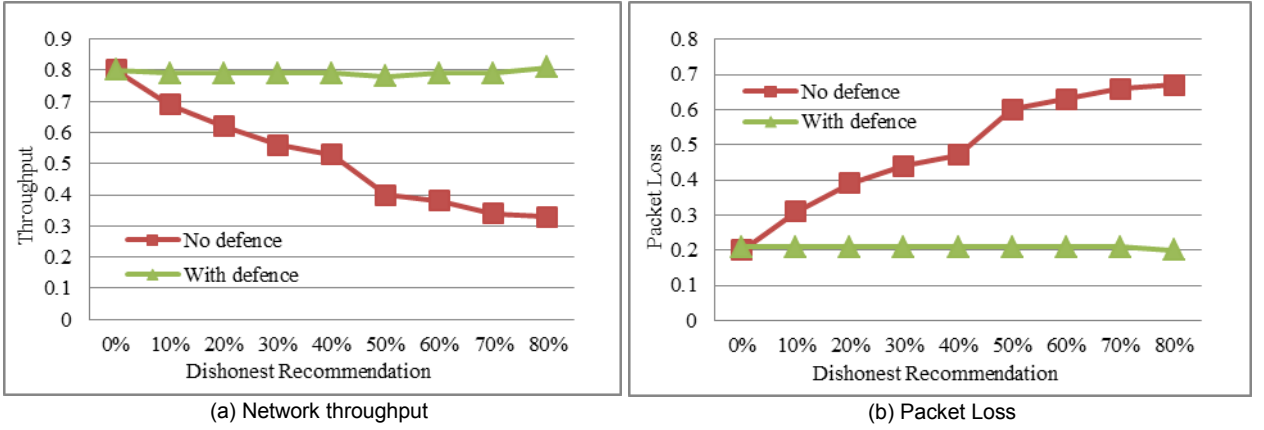 0.9
0.8
0.7
0.6
0.5
0.4
0.3
0.2
0.1
0
Throughput
No defence
With defence
0% 10% 20% 30% 40% 50% 60% 70% 80%
Dishonest Recommendation
(a) Network throughput
0.8
0.7
0.6
0.5
0.4
0.3
0.2
0.1
0
Packet Loss
No defence
With defence
0% 10% 20% 30% 40% 50% 60% 70% 80%
Dishonest Recommendation
(b) Packet Loss